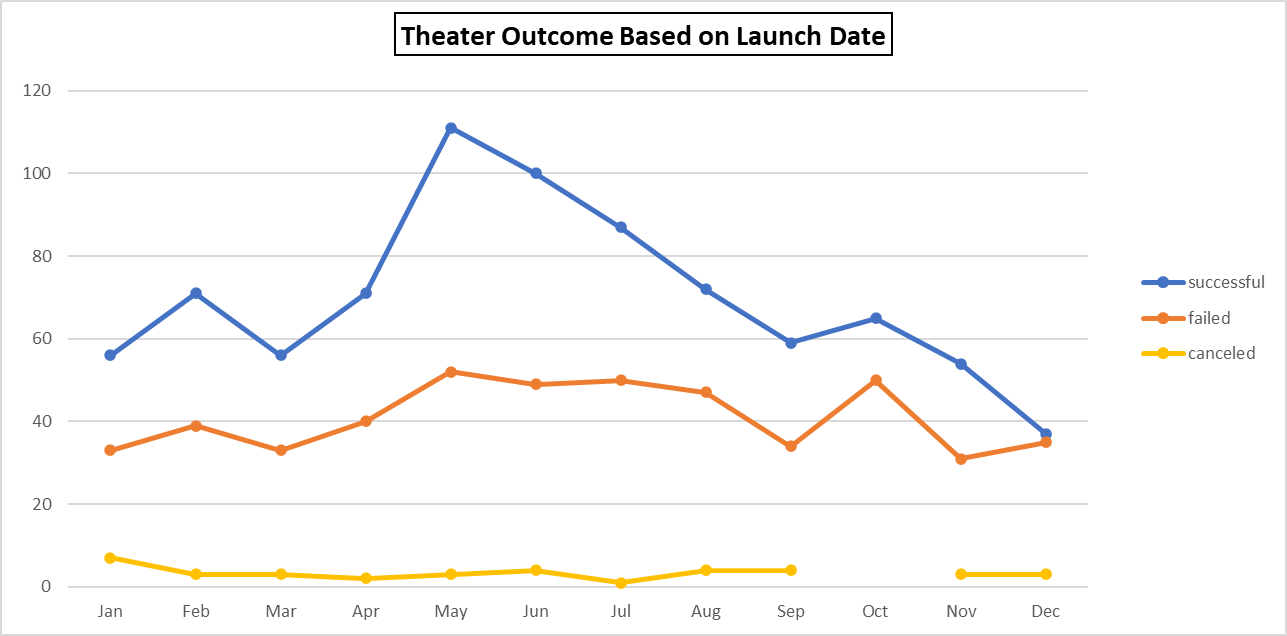 Theater Outcome Based on Launch Date
120
100
80
60
40
20
0
Jan Feb Mar Apr May Jun Jul Aug Sep Oct Nov Dec
successful
failed
canceled